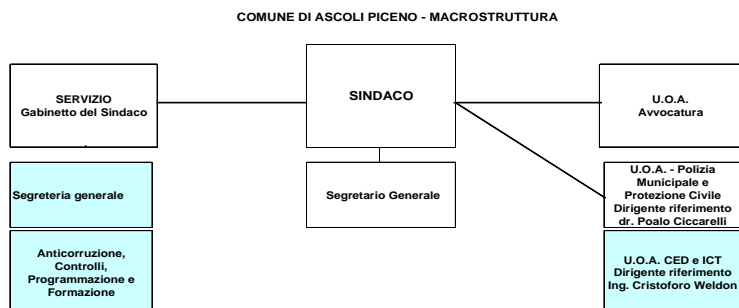 COMUNE DI ASCOLI PICENO - MACROSTRUTTURA
SERVIZIO
Gabinetto del Sindaco
SINDACO
U.O.A.
Avvocatura
Segreteria generale
Segretario Generale
U.O.A. - Polizia
Municipale e
Protezione Civile
Dirigente riferimento
dr. Poalo Ciccarelli
Anticorruzione,
Controlli,
Programmazione e
Formazione
U.O.A. CED e ICT
Dirigente riferimento
Ing. Cristoforo Weldon